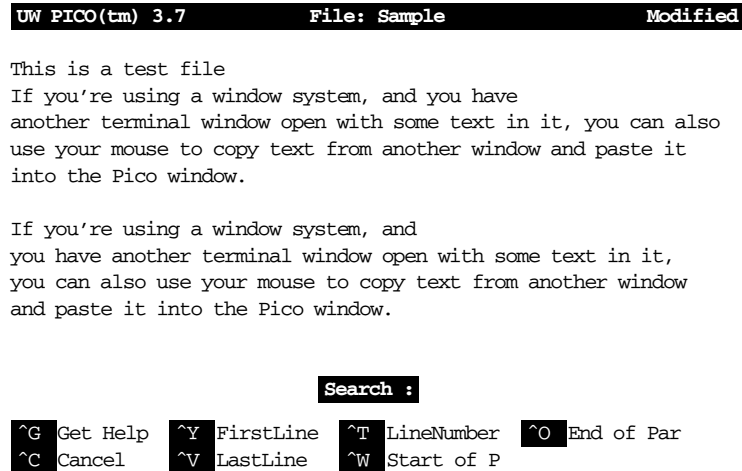 UW PICO(tm) 3.7 File: Sample Modified
This is a test file
If you're using a window system, and you have
another terminal window open with some text in it, you can also
use your mouse to copy text from another window and paste it
into the Pico window.
If you're using a window system, and
you have another terminal window open with some text in it,
you can also use your mouse to copy text from another window
and paste it into the Pico window.
Search :
^G Get Help ^Y FirstLine ^T LineNumber ^O End of Par
^C Cancel ^V LastLine ^W Start of P